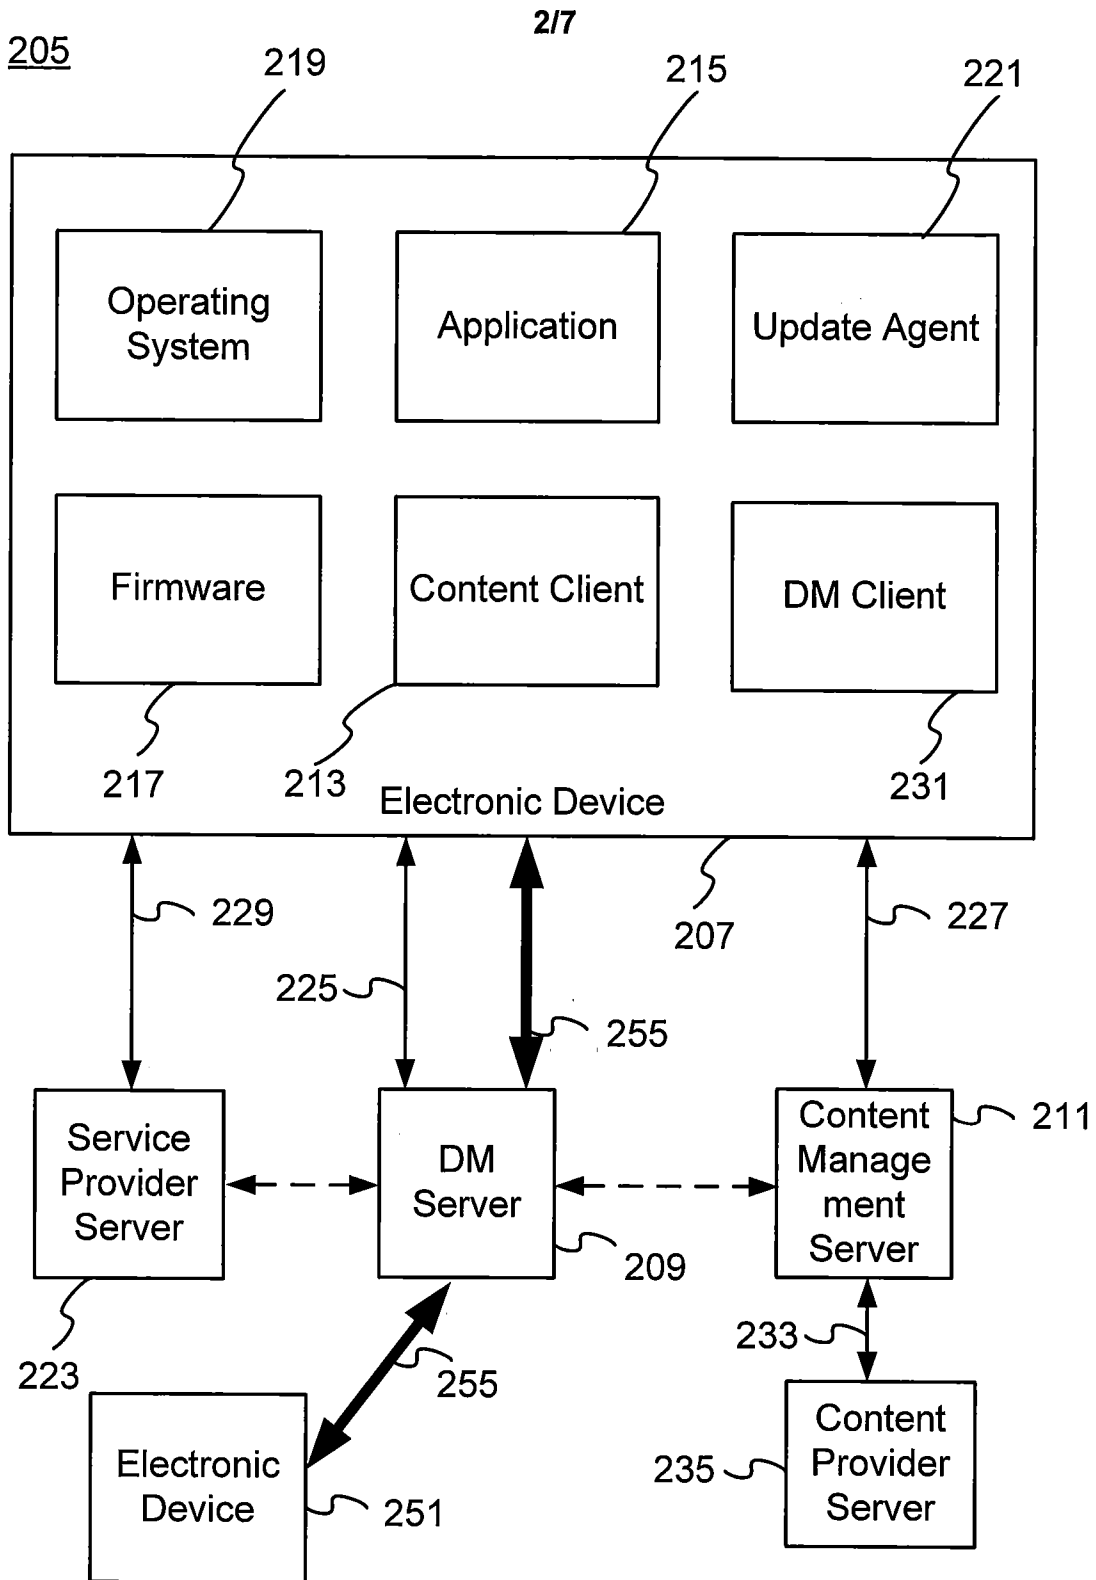 2/7
205
219
215
221
Operating
System
Application
Update Agent
Firmware
Content Client
DM Client
217
213
231
Electronic Device
229
207
227
225
255
Service
Provider
Server
DM
Server
Content
Manage
ment
Server
211
209
223
255
233
Electronic
Device
251
235
Content
Provider
Server